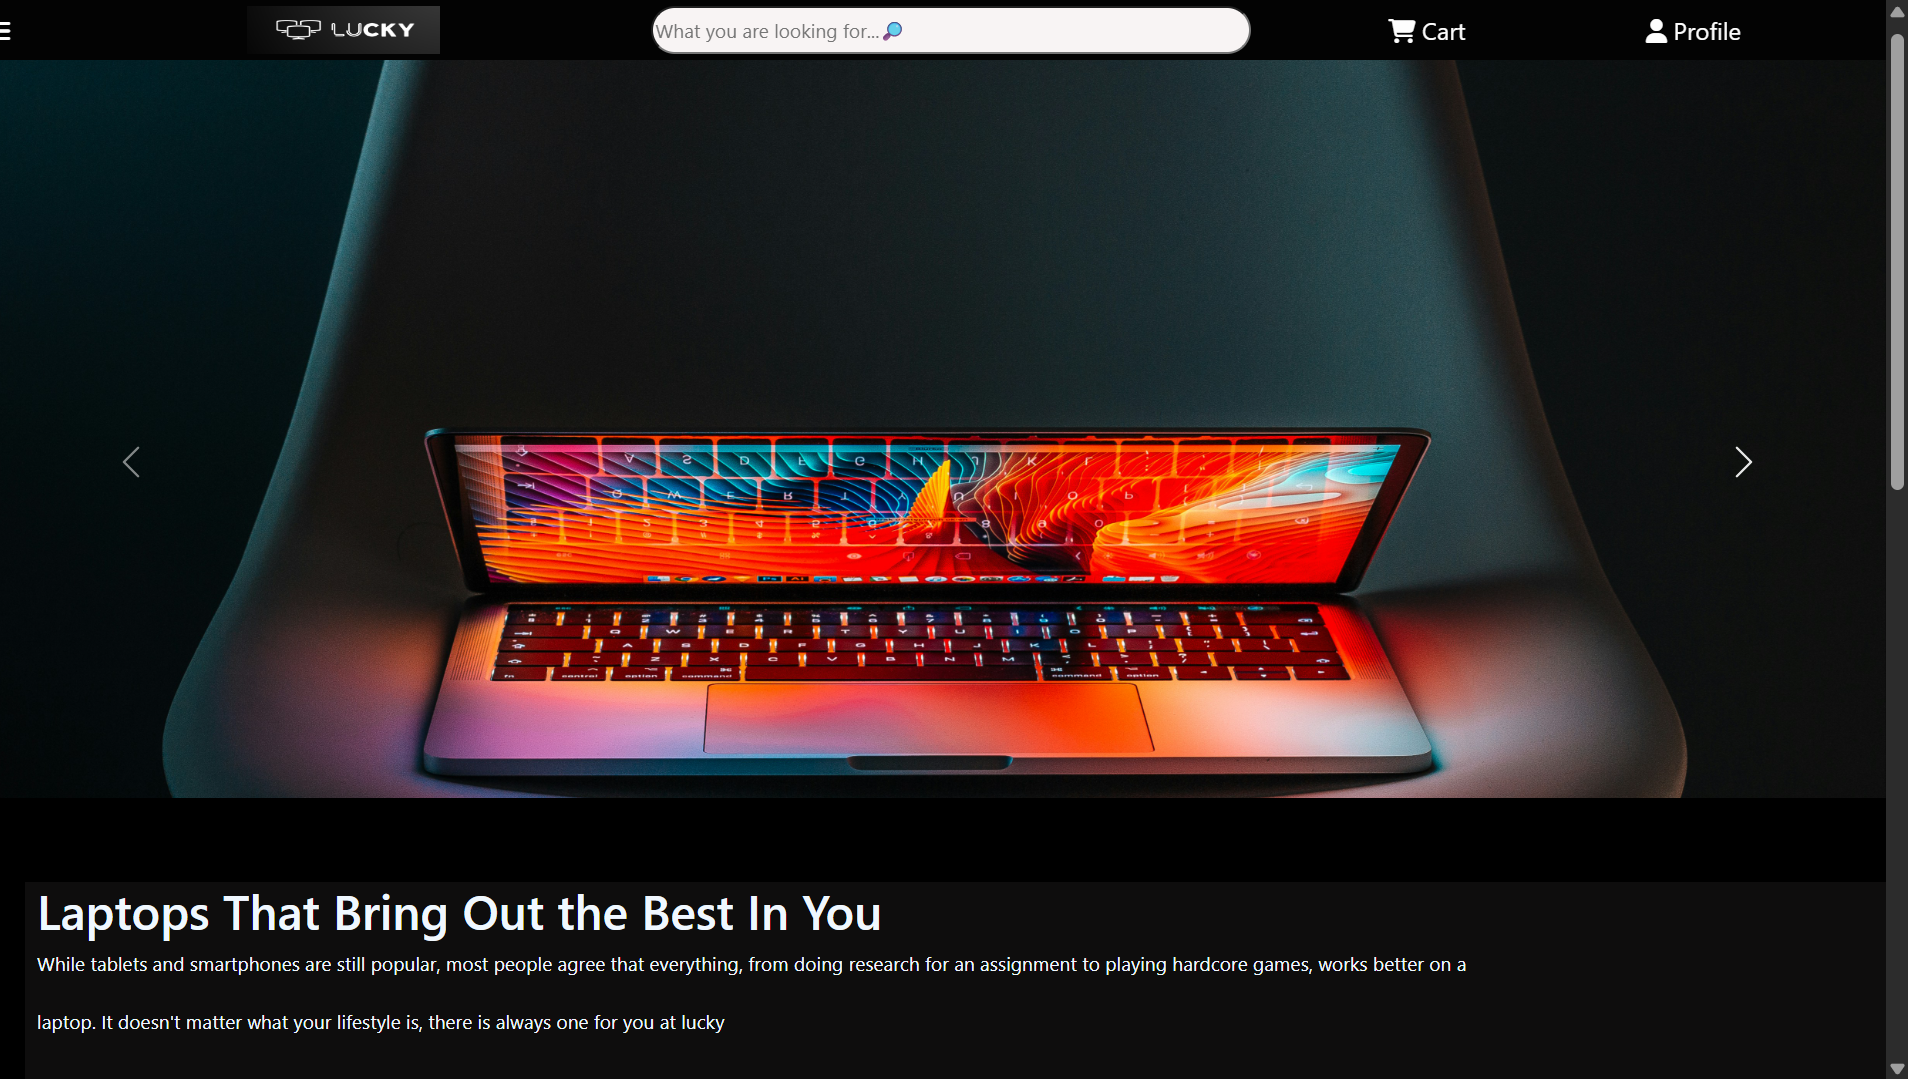 LUCKY
What you are looking for...🔎
Cart
Profile
Laptops That Bring Out the Best In You
While tablets and smartphones are still popular, most people agree that everything, from doing research for an assignment to playing hardcore games, works better on a
laptop. It doesn't matter what your lifestyle is, there is always one for you at lucky